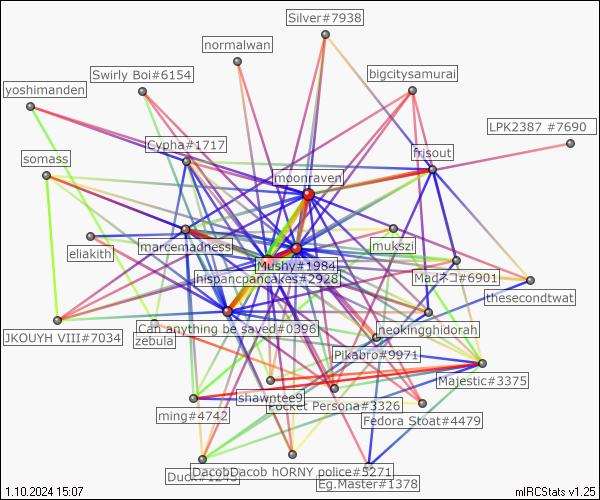 Silver#7938
normalwan
Swirly Boi#6154
bigcitysamurai
yoshimanden
LPK2387 #7690
Cypha#1717
frisout
somass
moonraven
marcemadness
mukszi
eliakith
Mushy#1984
hispancpancakes#2928
Madネコ#6901
thesecondtwat
Can anything be saved#0396
neokingghidorah
JKOUYH VIII#7034
zebula
Pikabro#9971
Majestic#3375
shawntee9
Pocket Persona#3326
ming#4742
Fedora Stoat#4479
Duck#1243
DacobDacob hORNY police#5271
Eg.Master#1378
1.10.2024 15:07
mIRCStats v1.25